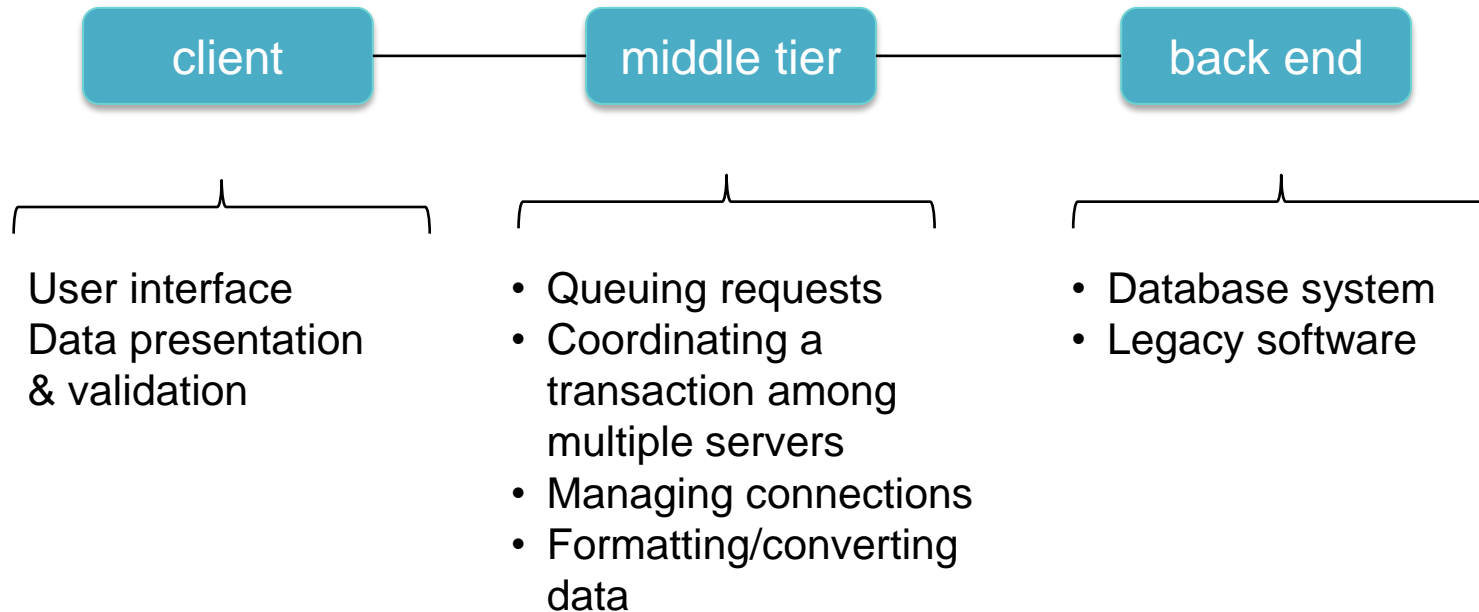 client
middle tier
back end
User interface
Data presentation
& validation
• Queuing requests
• Coordinating a
transaction among
multiple servers
• Managing connections
• Formatting/converting
data
• Database system
• Legacy software